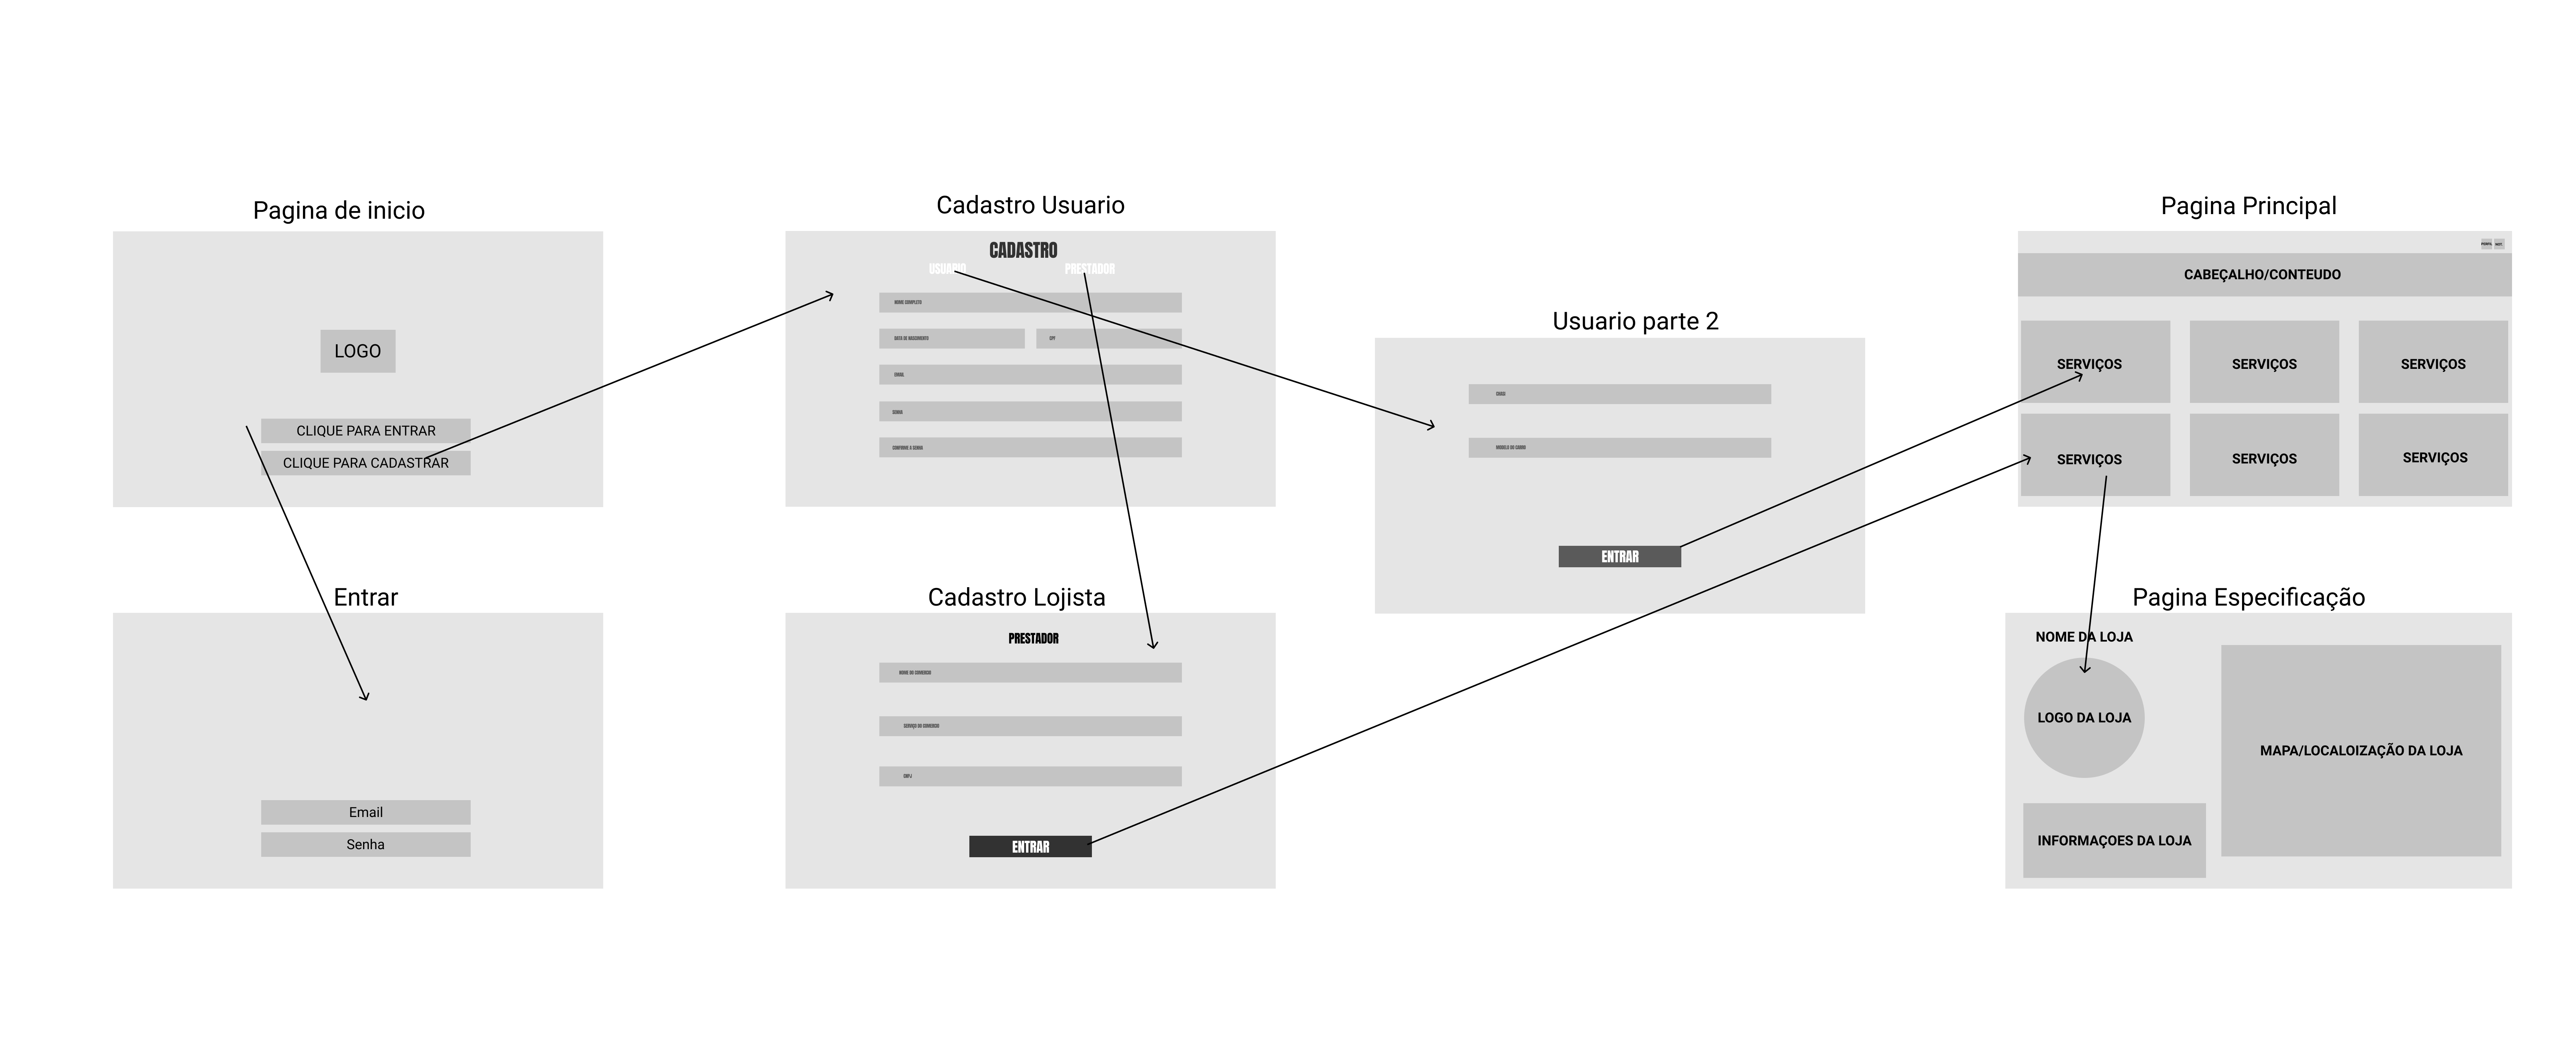 Pagina de inicio
LOGO
CLIQUE PARA ENTRAR
CLIQUE PARA CADASTRAR
Entrar
Email
Senha
Cadastro Usuario
CADASTRO
USUARIO
PRESTADOR
NOME COMPLETO
DATA DE NASCIMENTO
CPF
EMAIL
SENHA
CONFIRME A SENHA
Cadastro Lojista
PRESTADOR
NOME DO COMERCIO
SERVIÇO DO COMERCIO
CNPJ
ENTRAR
Usuario parte 2
MODELO DO CARRO
ENTRAR
Pagina Principal
PERFIL
CABEÇALHO/CONTEUDO
SERVIÇOS
SERVIÇOS
SERVIÇOS
SERVIÇOS
SERVIÇOS
SERVIÇOS
Pagina Especificação
NOME DA LOJA
LOGO DA LOJA
MAPA/LOCALOIZAÇÃO DA LOJA
INFORMAÇOES DA LOJA